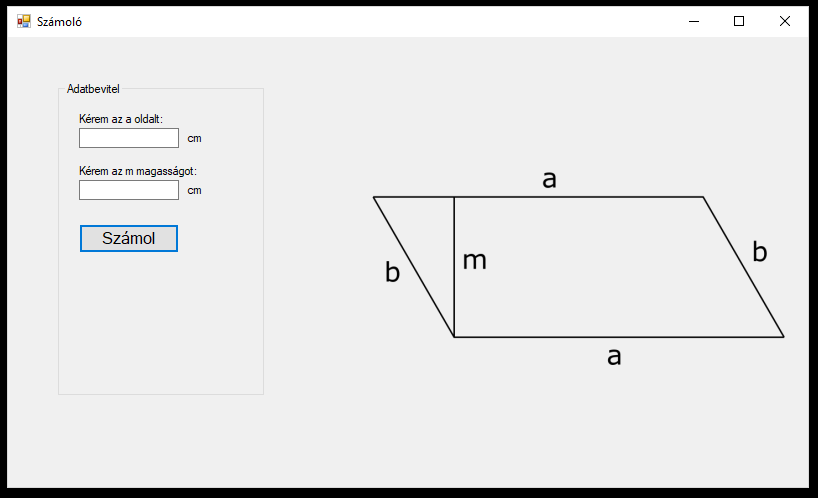 Számoló
Adatbevitel
Kérem az a oldalt:
cm
Kérem az m magasságot:
cm
Számol
a
b
m
b
a